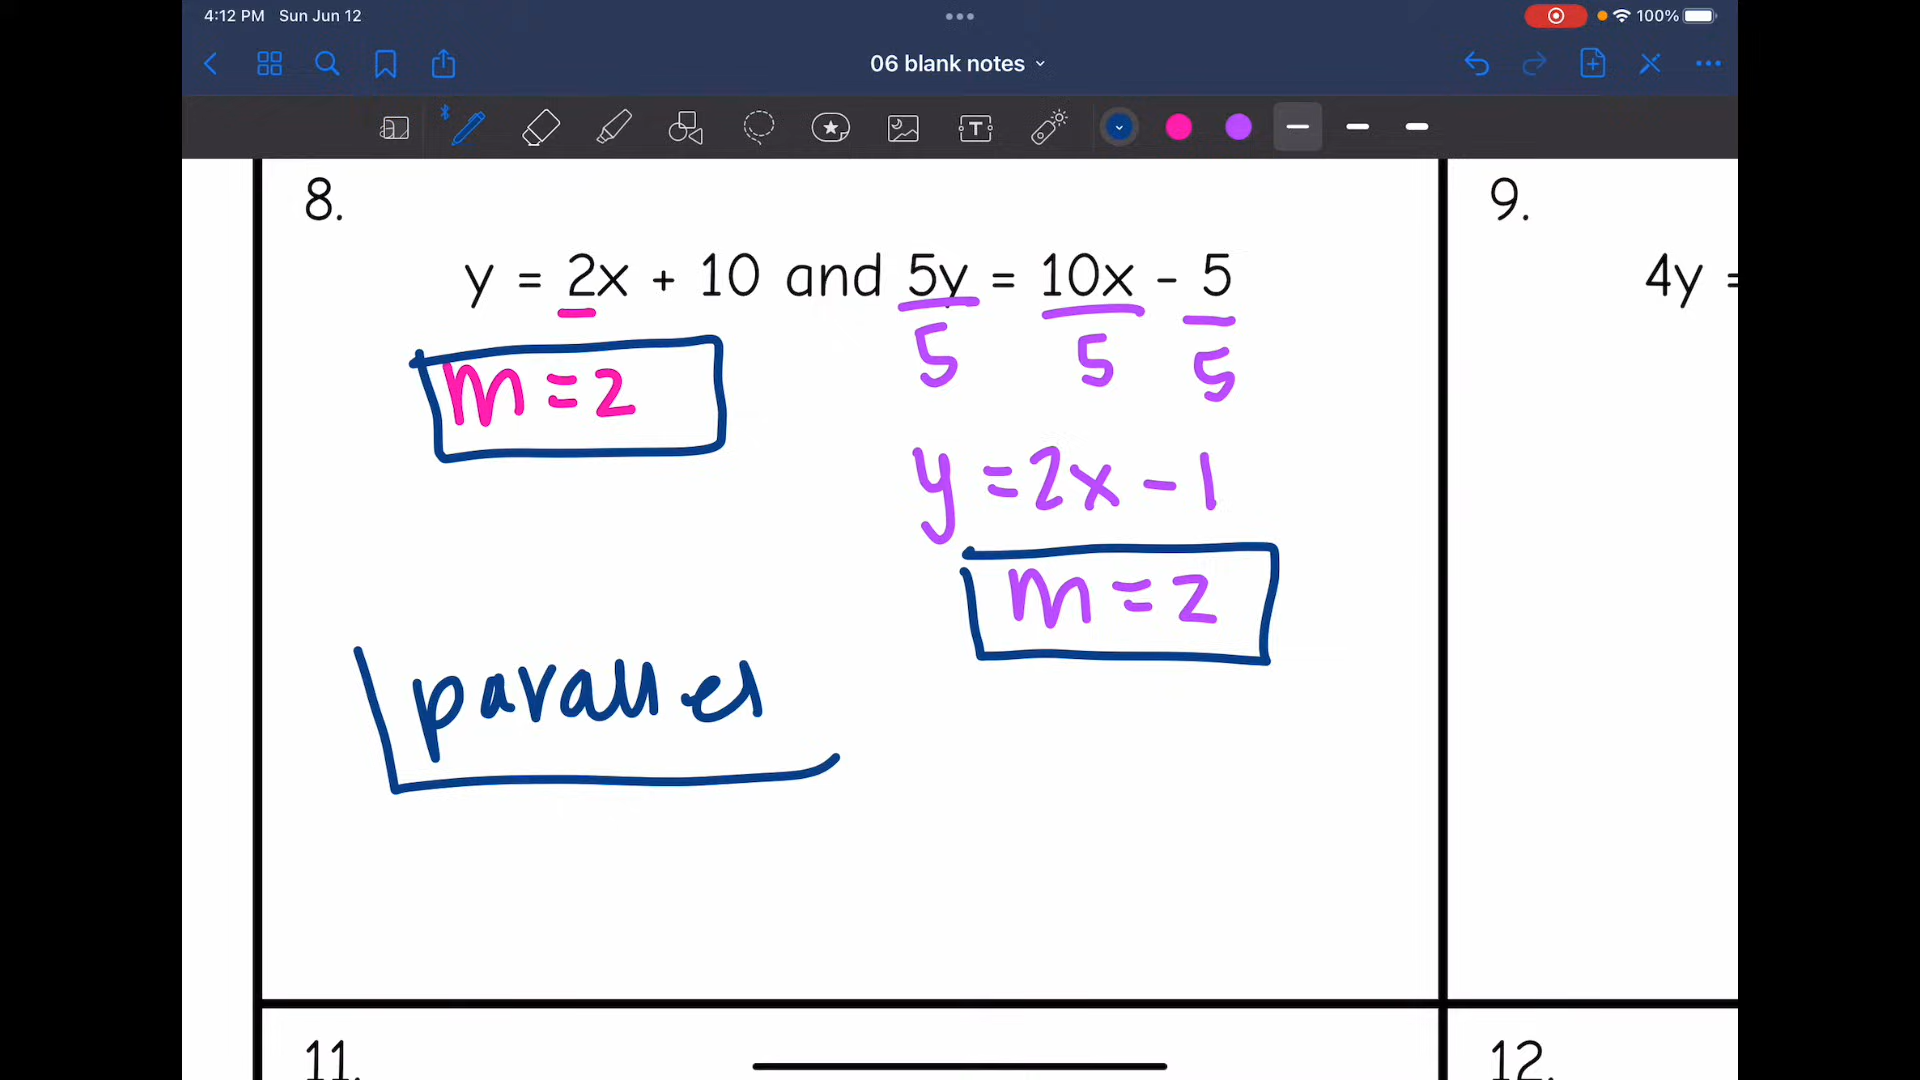 4:12 PM Sun Jun 12
100%
06 blank notes
8.
9.
y = 2x + 10 and 5y = 10x - 5
4y =
5 5 5
m = 2
y = 2x - 1
m = 2
parallel
11.
12.